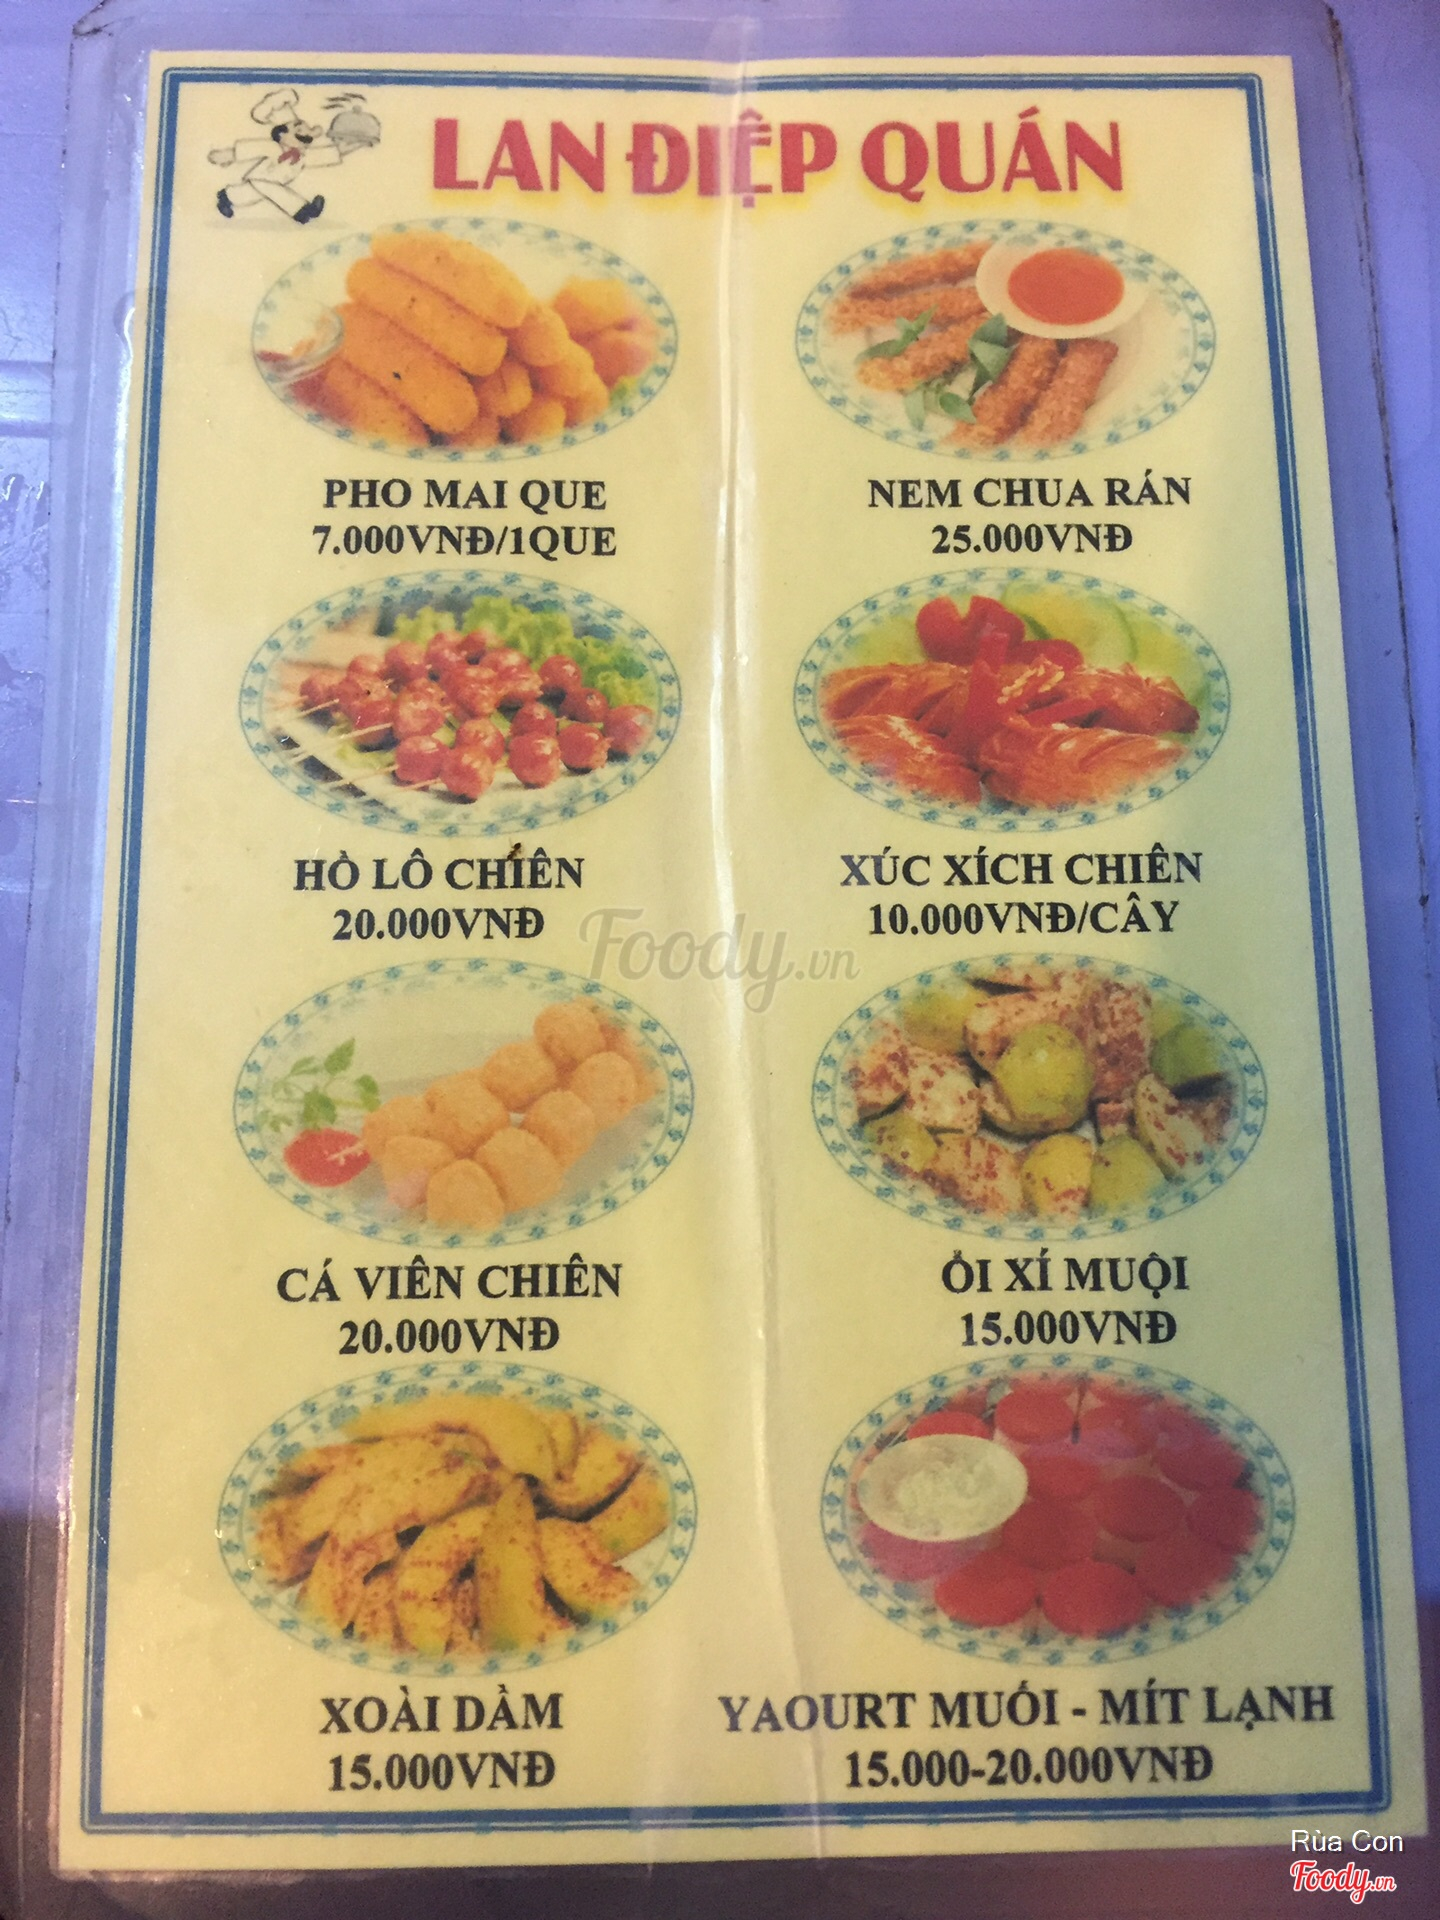 LAN ĐIỆP QUÁN
PHO MAI QUE
7.000VNĐ/1QUE
NEM CHUA RÁN
25.000VNĐ
HỒ LÔ CHIÊN
20.000VNĐ
XÚC XÍCH CHIÊN
10.000VNĐ/CÂY
Foody.vn
CÁ VIÊN CHIÊN
20.000VNĐ
ỔI XÍ MUỘI
15.000VNĐ
XOÀI DẦM
15.000VNĐ
YAOURT MUỐI - MÍT LẠNH
15.000-20.000VNĐ
Rùa Con
Foody.vn